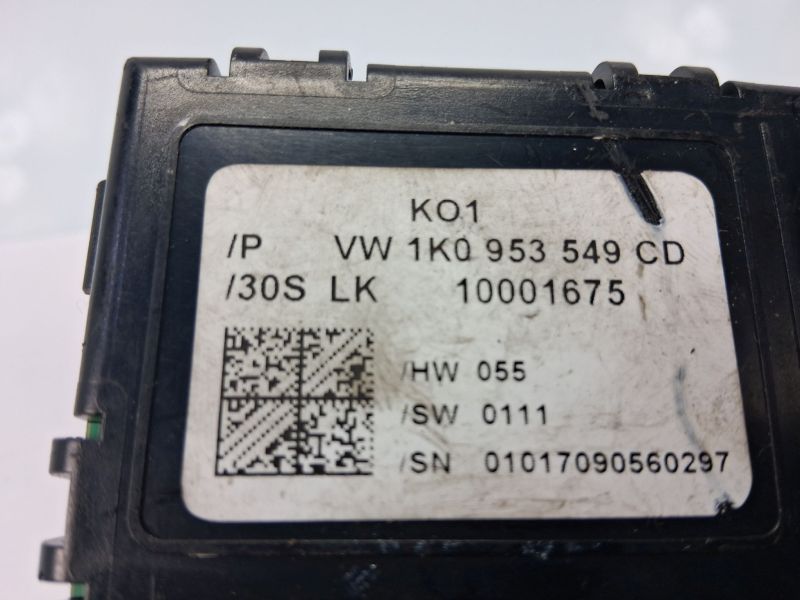 KO1
/P VW 1K0 953 549 CD
/30S LK 10001675
/HW 055
/SW 0111
/SN 01017090560297